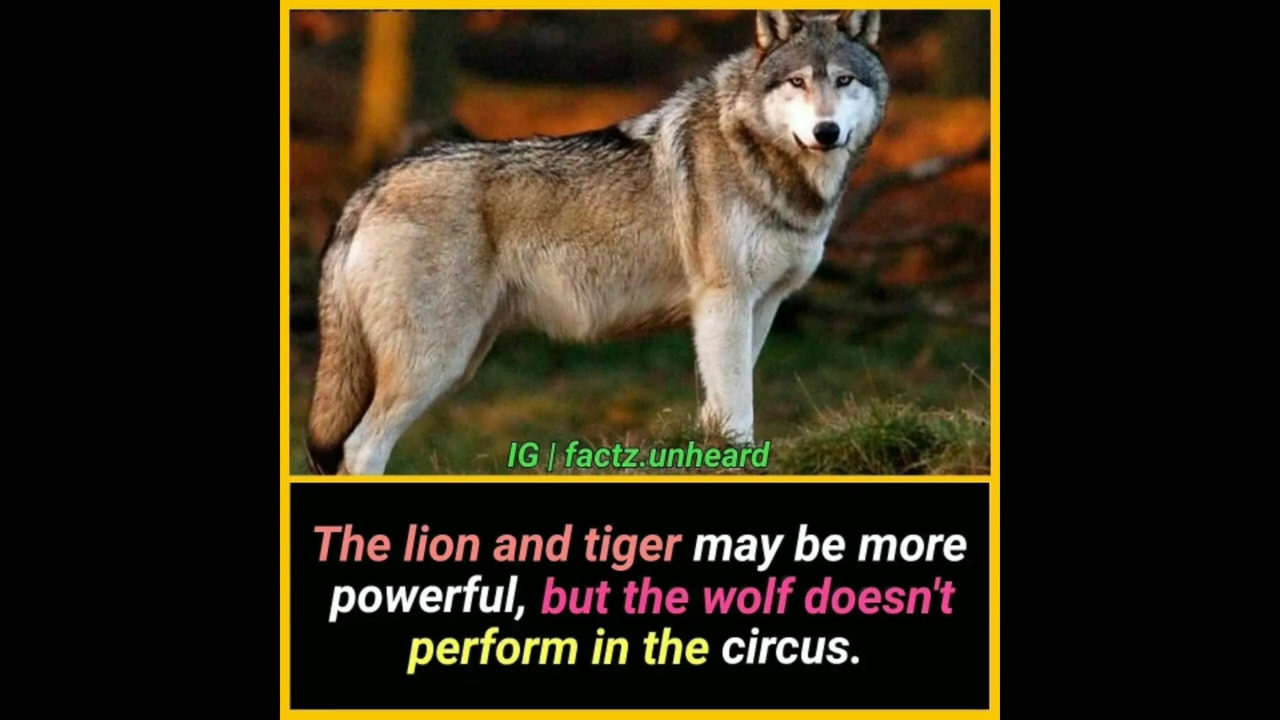 IG | factz.unheard
The lion and tiger may be more
powerful, but the wolf doesn't
perform in the circus.